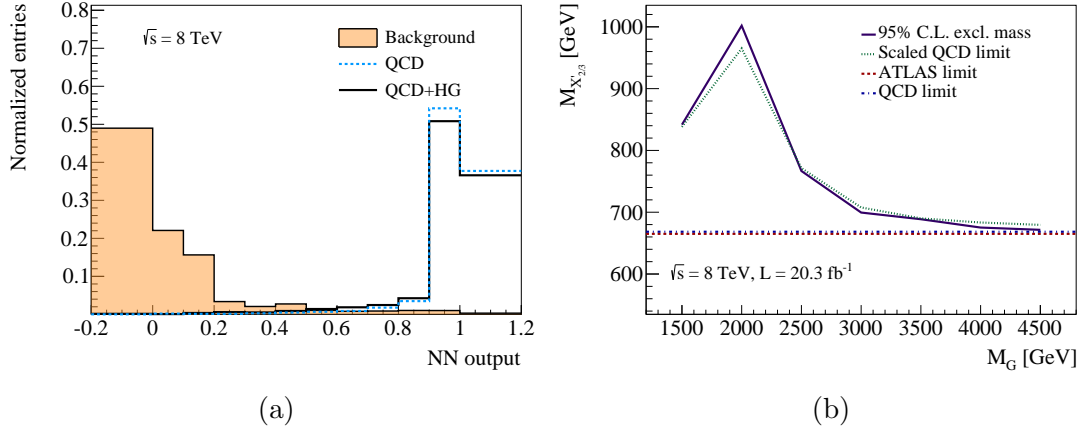 0.8
0.7
0.6
0.5
0.4
0.3
0.2
0.1
Normalized entries
√s = 8 TeV
Background
QCD
QCD+HG
-0.2 0 0.2 0.4 0.6 0.8 1 1.2
NN output
(a)
1000
900
800
700
600
M_{X'_{2/3}} [GeV]
95% C.L. excl. mass
Scaled QCD limit
ATLAS limit
QCD limit
√s = 8 TeV, L = 20.3 fb⁻¹
1500 2000 2500 3000 3500 4000 4500
M_G [GeV]
(b)